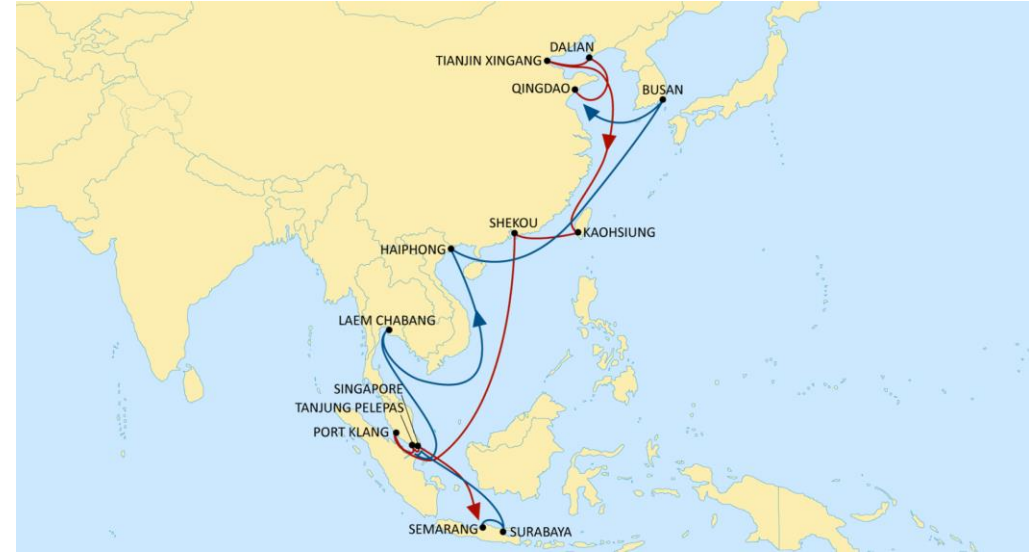 DALIAN
TIANJIN XINGANG
QINGDAO
BUSAN
SHEKOU
KAOHSIUNG
HAIPHONG
LAEM CHABANG
SINGAPORE
TANJUNG PELEPAS
PORT KLANG
SEMARANG
SURABAYA